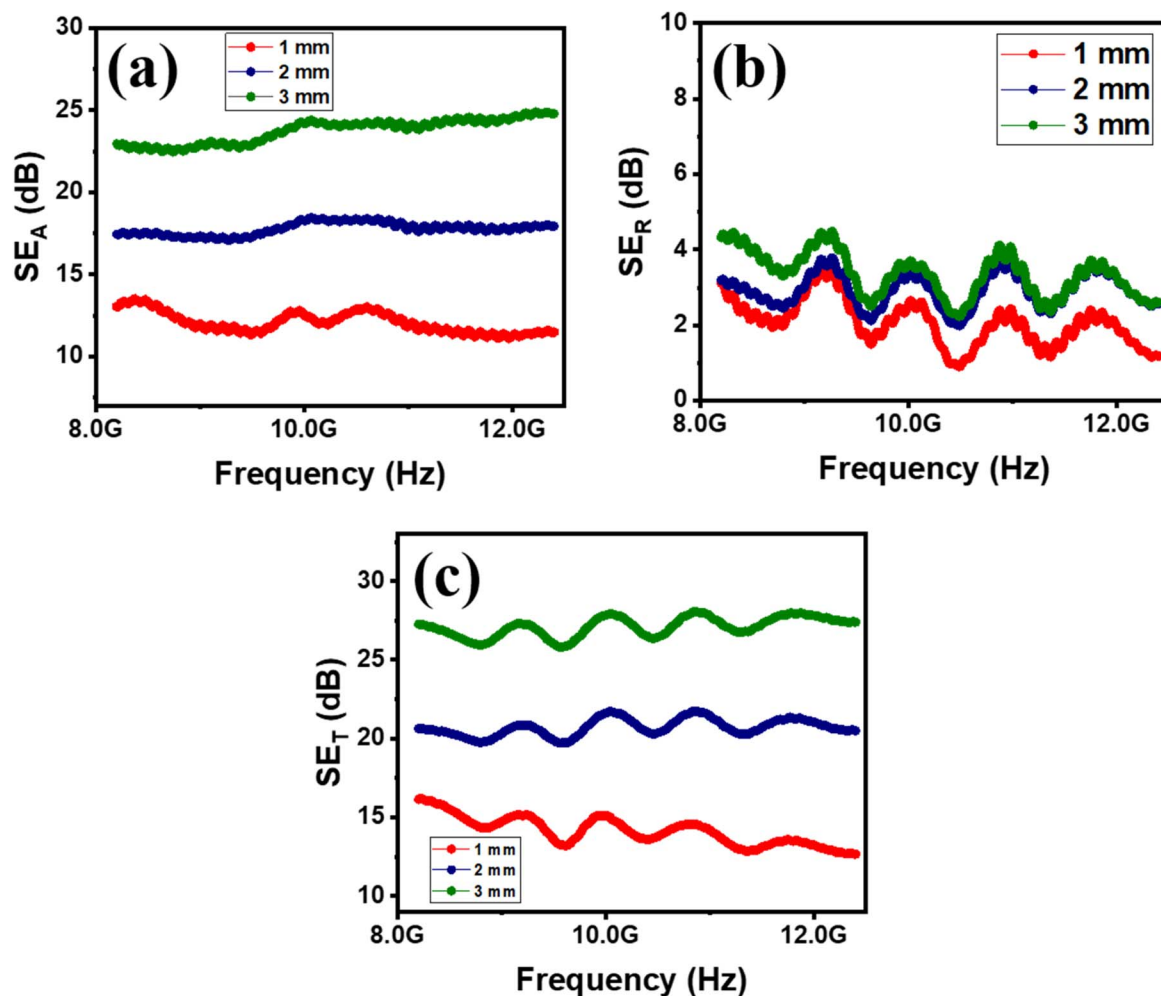 (a)
1 mm
2 mm
3 mm
30
25
20
15
10
SE_A (dB)
8.0G 10.0G 12.0G
Frequency (Hz)
(b)
1 mm
2 mm
3 mm
10
8
6
4
2
0
SE_R (dB)
8.0G 10.0G 12.0G
Frequency (Hz)
(c)
30
25
20
15
10
SE_T (dB)
1 mm
2 mm
3 mm
8.0G 10.0G 12.0G
Frequency (Hz)